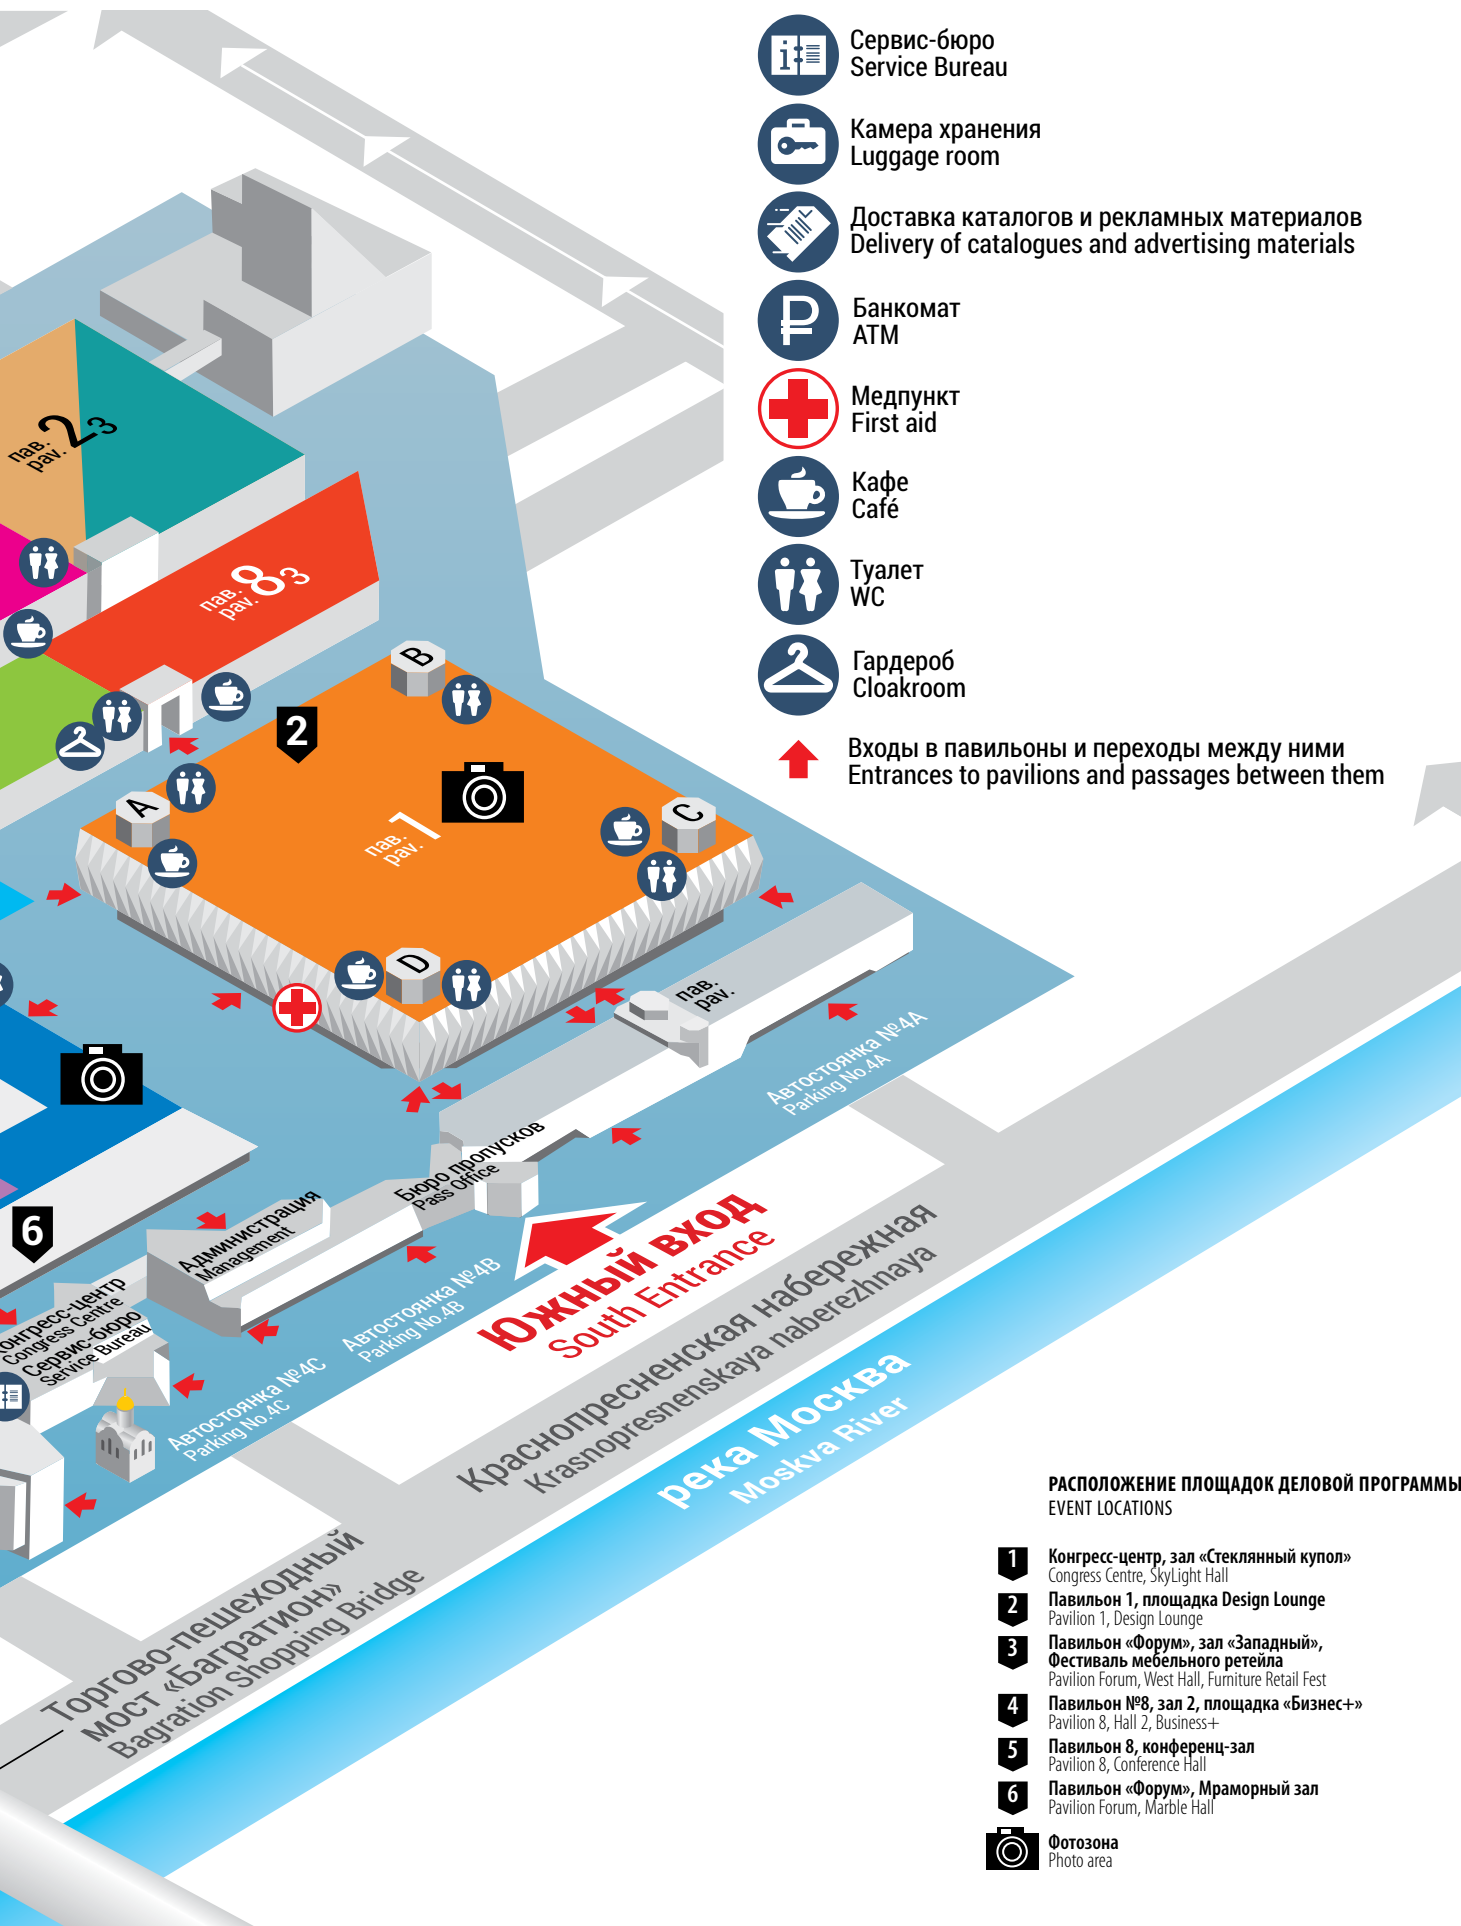 Сервис-бюро
Service Bureau
Камера хранения
Luggage room
Доставка каталогов и рекламных материалов
Delivery of catalogues and advertising materials
Банкомат
ATM
Медпункт
First aid
Кафе
Café
Туалет
WC
Гардероб
Cloakroom
Входы в павильоны и переходы между ними
Entrances to pavilions and passages between them
пав.
pav.
2
3
пав.
pav.
8
3
B
2
A
C
пав.
pav.
1
D
пав.
pav.
Автостоянка №4А
Parking No.4A
Бюро пропусков
Pass Office
6
Администрация
Management
Южный вход
South Entrance
Автостоянка №4В
Parking No.4B
Конгресс-центр
Congress Centre
Сервис-бюро
Service Bureau
Автостоянка №4С
Parking No.4C
Краснопресненская набережная
Krasnopresnenskaya naberezhnaya
река Москва
Moskva River
Торгово-пешеходный
мост «Багратион»
Bagration Shopping Bridge
РАСПОЛОЖЕНИЕ ПЛОЩАДОК ДЕЛОВОЙ ПРОГРАММЫ
EVENT LOCATIONS
1
Конгресс-центр, зал «Стеклянный купол»
Congress Centre, SkyLight Hall
2
Павильон 1, площадка Design Lounge
Pavilion 1, Design Lounge
3
Павильон «Форум», зал «Западный»,
Фестиваль мебельного ретейла
Pavilion Forum, West Hall, Furniture Retail Fest
4
Павильон №8, зал 2, площадка «Бизнес+»
Pavilion 8, Hall 2, Business+
5
Павильон 8, конференц-зал
Pavilion 8, Conference Hall
6
Павильон «Форум», Мраморный зал
Pavilion Forum, Marble Hall
Фотозона
Photo area